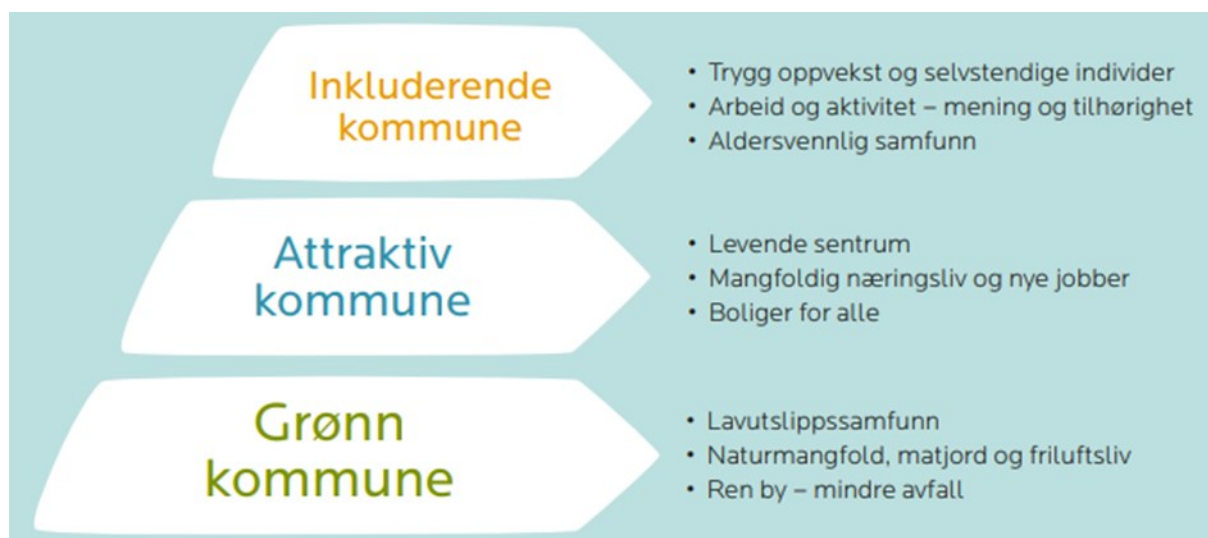 Inkluderende
kommune
• Trygg oppvekst og selvstendige individer
• Arbeid og aktivitet – mening og tilhørighet
• Aldersvennlig samfunn
Attraktiv
kommune
• Levende sentrum
• Mangfoldig næringsliv og nye jobber
• Boliger for alle
Grønn
kommune
• Lavutslippssamfunn
• Naturmangfold, matjord og friluftsliv
• Ren by – mindre avfall